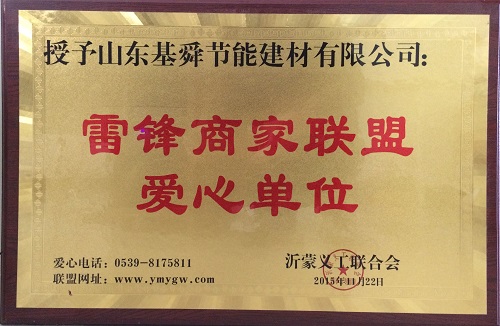 授予山东基舜节能建材有限公司:
雷锋商家联盟
爱心单位
爱心电话：0539-8175811
联盟网址：www.ymygw.com
沂蒙义工联合会
2015年11月22日